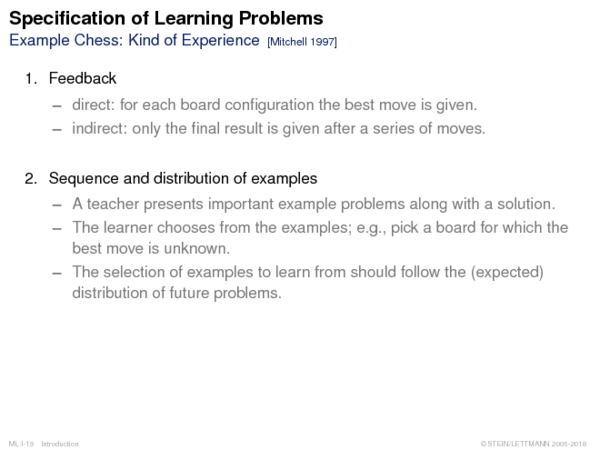 Specification of Learning Problems
Example Chess: Kind of Experience [Mitchell 1997]
1. Feedback
– direct: for each board configuration the best move is given.
– indirect: only the final result is given after a series of moves.
2. Sequence and distribution of examples
– A teacher presents important example problems along with a solution.
– The learner chooses from the examples; e.g., pick a board for which the
best move is unknown.
– The selection of examples to learn from should follow the (expected)
distribution of future problems.
ML:I-19 Introduction
© STEIN/LETTMANN 2005-2018